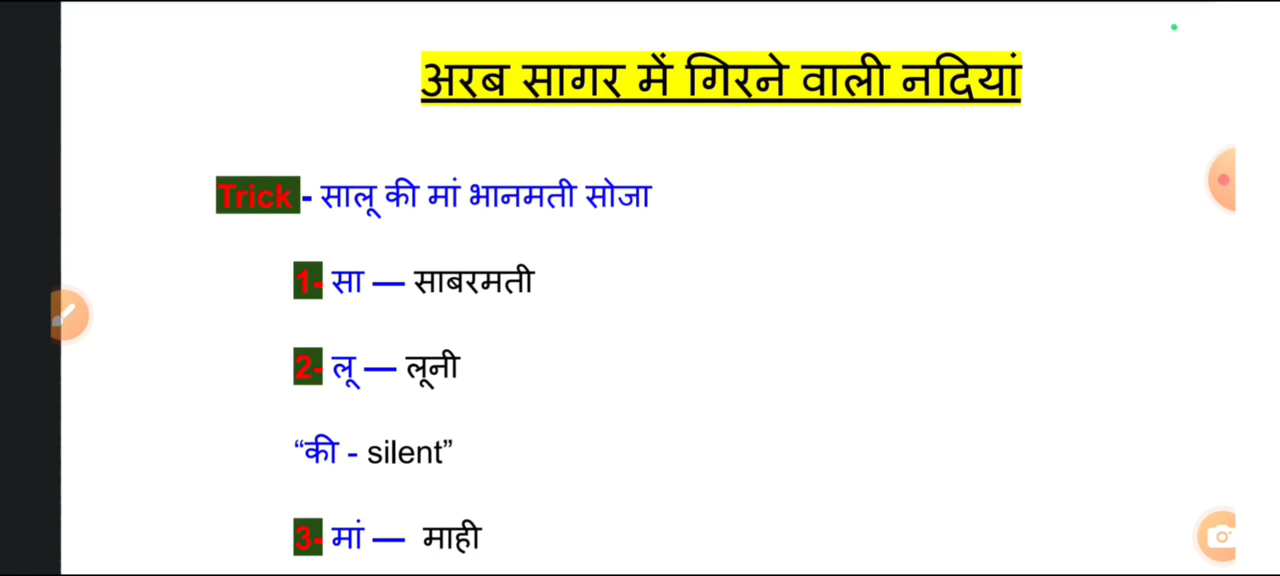 अरब सागर में गिरने वाली नदियां
Trick - सालू की मां भानमती सोजा
1- सा — साबरमती
2- लू — लूनी
“की - silent”
3- मां — माही